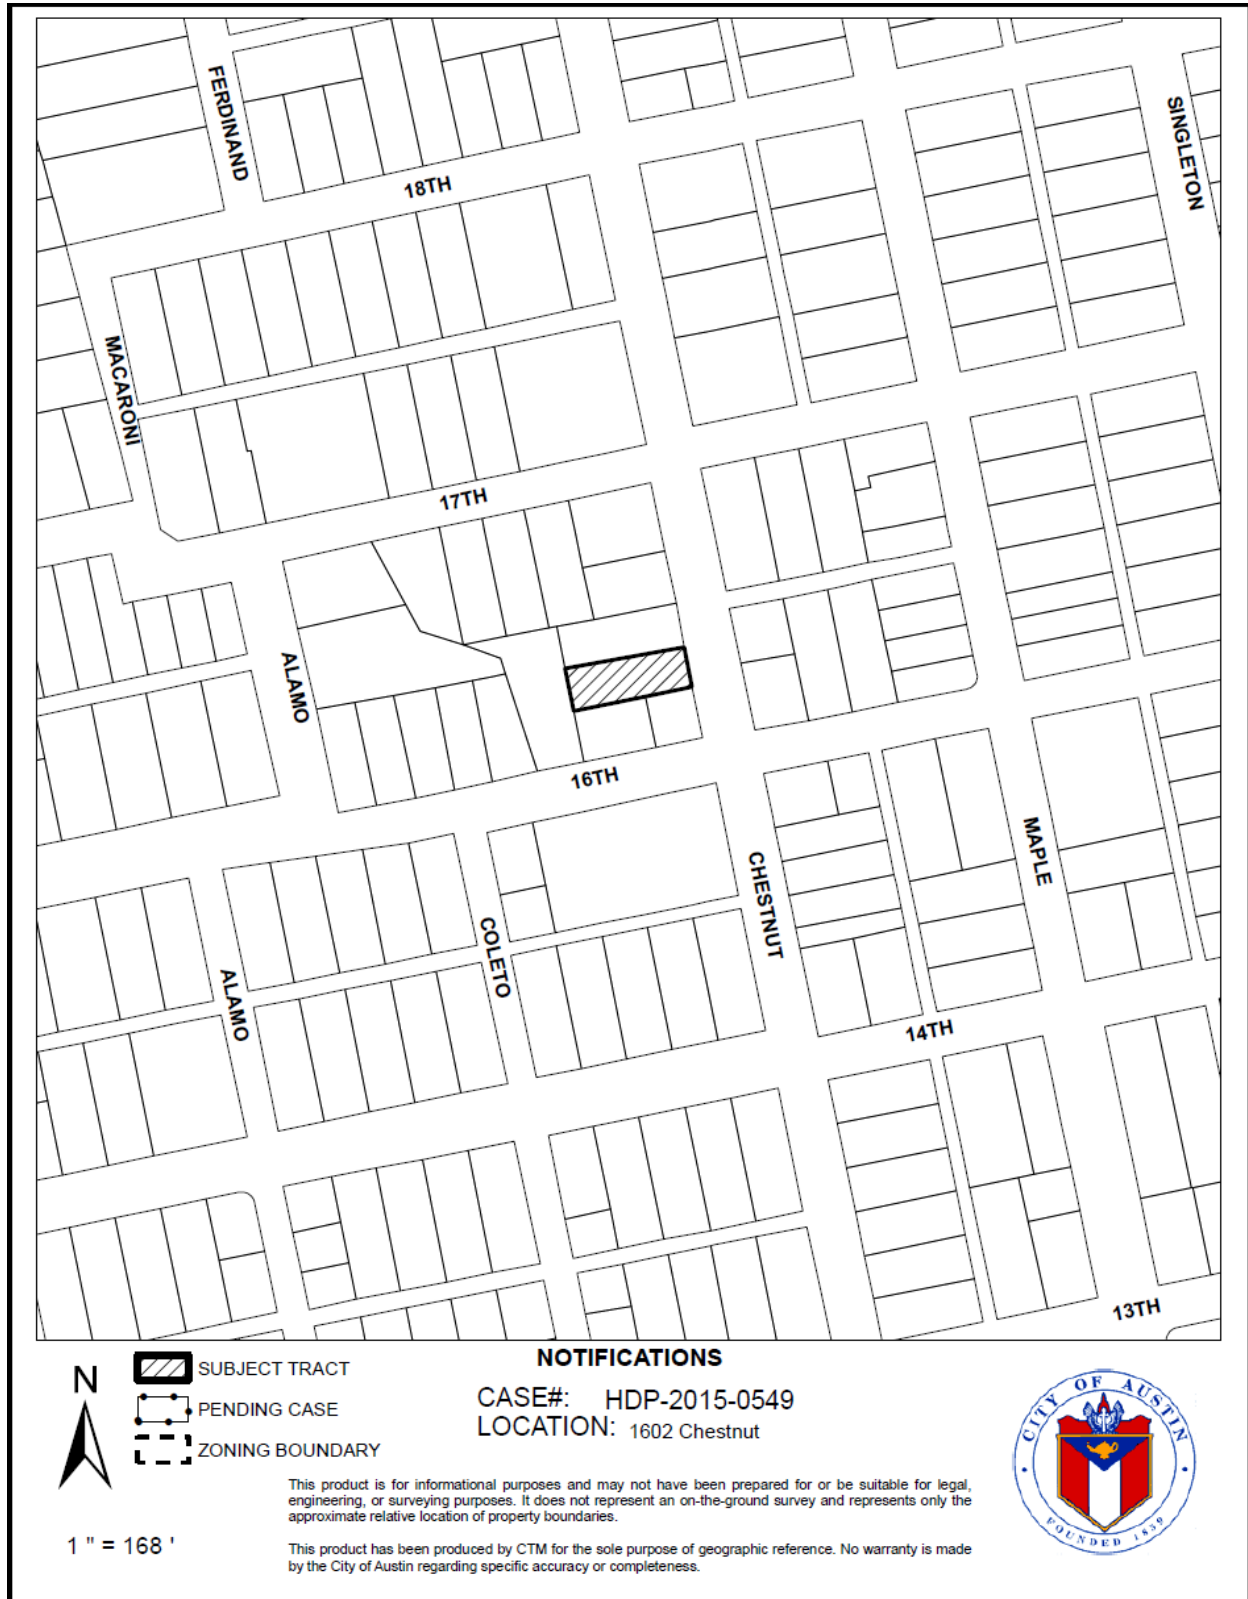 FERDINAND
SINGLETON
18TH
MACARONI
17TH
ALAMO
16TH
MAPLE
CHESTNUT
COLETO
ALAMO
14TH
13TH
N
1 " = 168 '
SUBJECT TRACT
PENDING CASE
ZONING BOUNDARY
NOTIFICATIONS
CASE#: HDP-2015-0549
LOCATION: 1602 Chestnut
This product is for informational purposes and may not have been prepared for or be suitable for legal,
engineering, or surveying purposes. It does not represent an on-the-ground survey and represents only the
approximate relative location of property boundaries.
This product has been produced by CTM for the sole purpose of geographic reference. No warranty is made
by the City of Austin regarding specific accuracy or completeness.
CITY OF AUSTIN
FOUNDED 1839